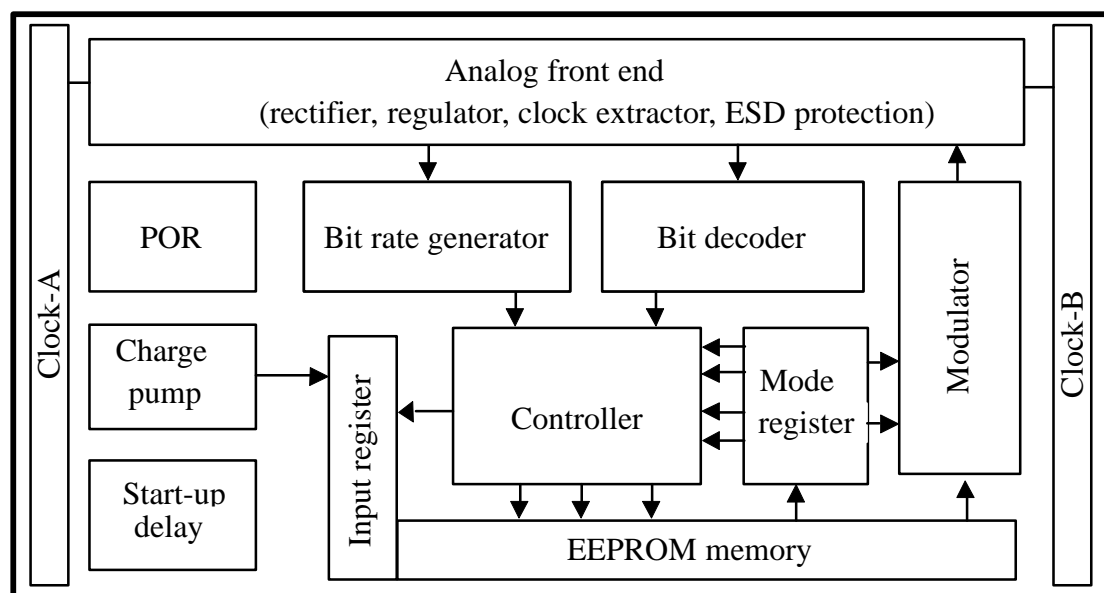 Analog front end
(rectifier, regulator, clock extractor, ESD protection)
Clock-A
POR
Bit rate generator
Bit decoder
Modulator
Clock-B
Charge
pump
Input register
Controller
Mode
register
Start-up
delay
EEPROM memory